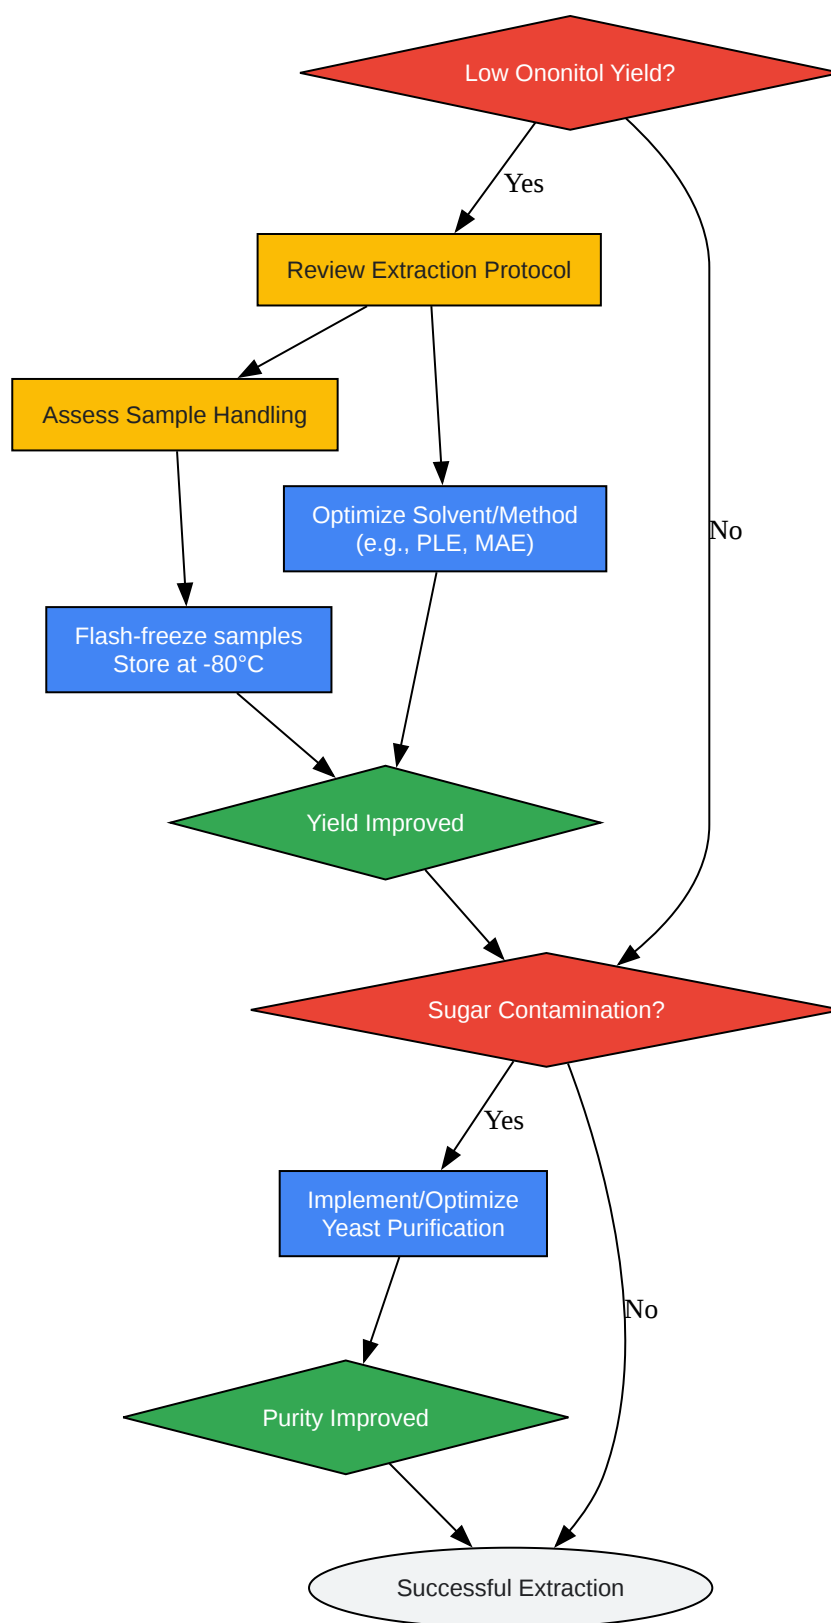 Low Ononitol Yield?
Yes
Review Extraction Protocol
Assess Sample Handling
Optimize Solvent/Method
(e.g., PLE, MAE)
No
Flash-freeze samples
Store at -80°C
Yield Improved
Sugar Contamination?
Yes
Implement/Optimize
Yeast Purification
No
Purity Improved
Successful Extraction